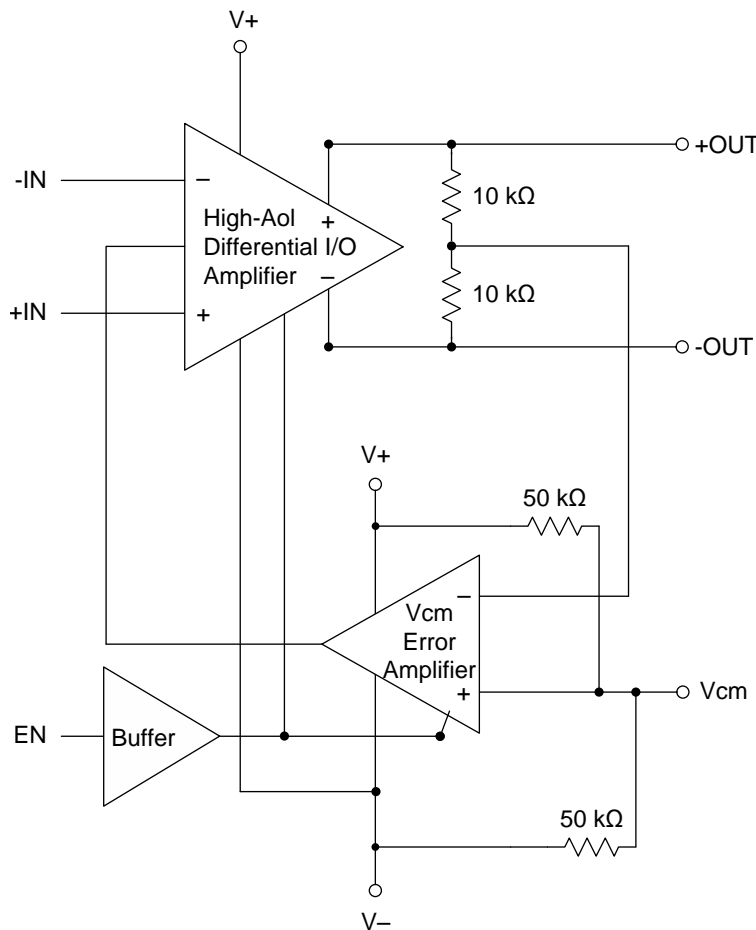 V+
-IN
−
High-Aol
Differential I/O
Amplifier
+
−
+IN
+
+OUT
10 kΩ
10 kΩ
-OUT
V+
50 kΩ
−
Vcm
Error
Amplifier
+
Vcm
EN
Buffer
50 kΩ
V−